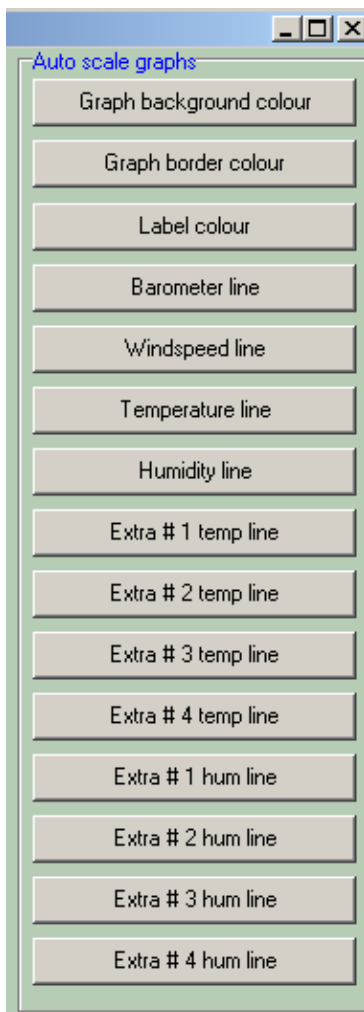 Auto scale graphs
Graph background colour
Graph border colour
Label colour
Barometer line
Windspeed line
Temperature line
Humidity line
Extra # 1 temp line
Extra # 2 temp line
Extra # 3 temp line
Extra # 4 temp line
Extra # 1 hum line
Extra # 2 hum line
Extra # 3 hum line
Extra # 4 hum line